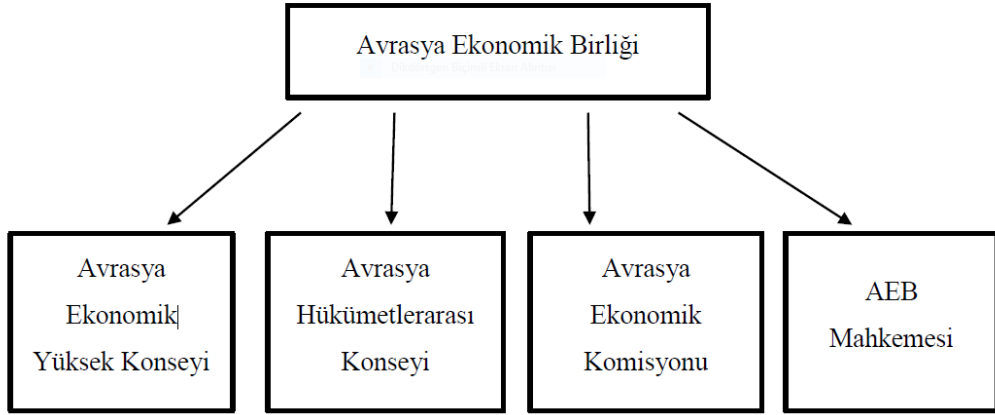 Avrasya Ekonomik Birliği
Avrasya
Ekonomik
Yüksek Konseyi
Avrasya
Hükümetlerarası
Konseyi
Avrasya
Ekonomik
Komisyonu
AEB
Mahkemesi